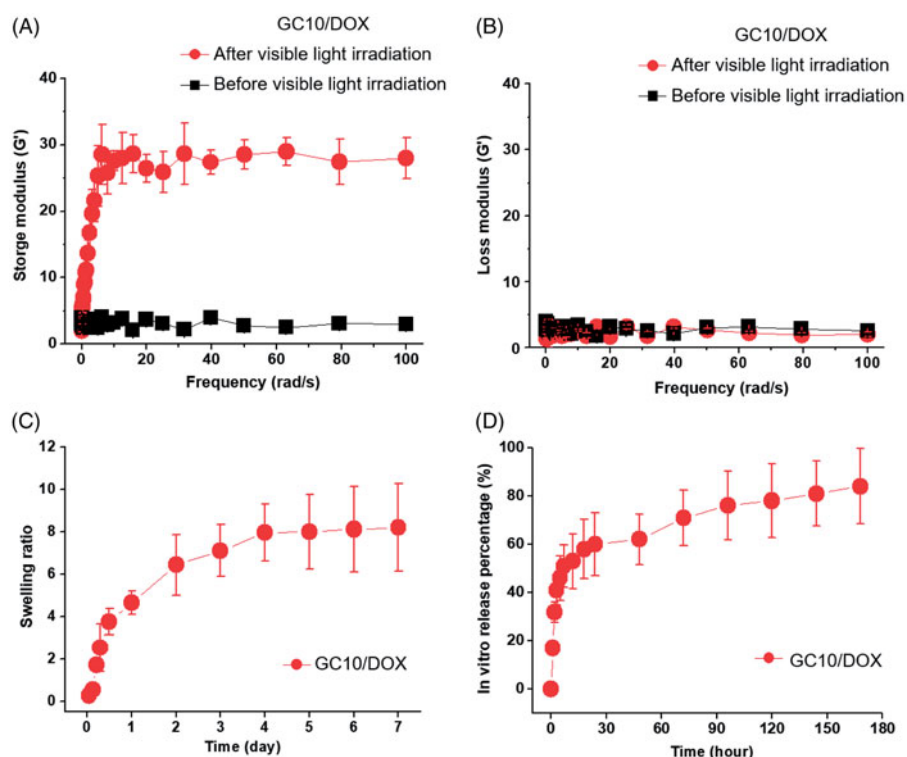 (A)
GC10/DOX
After visible light irradiation
Before visible light irradiation
Storge modulus (G')
40
30
20
10
0
0 20 40 60 80 100
Frequency (rad/s)
(B)
GC10/DOX
After visible light irradiation
Before visible light irradiation
Loss modulus (G')
40
30
20
10
0
0 20 40 60 80 100
Frequency (rad/s)
(C)
Swelling ratio
12
10
8
6
4
2
0
GC10/DOX
0 1 2 3 4 5 6 7
Time (day)
(D)
In vitro release percentage (%)
100
80
60
40
20
0
GC10/DOX
0 30 60 90 120 150 180
Time (hour)